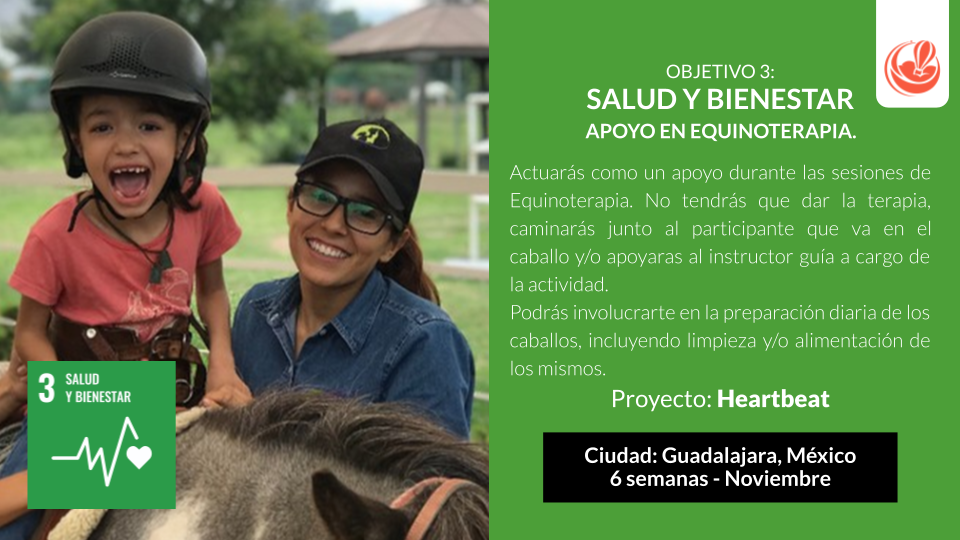 OBJETIVO 3:
SALUD Y BIENESTAR
APOYO EN EQUINOTERAPIA.
Actuarás como un apoyo durante las sesiones de
Equinoterapia. No tendrás que dar la terapia,
caminarás junto al participante que va en el
caballo y/o apoyaras al instructor guía a cargo de
la actividad.
Podrás involucrarte en la preparación diaria de los
caballos, incluyendo limpieza y/o alimentación de
los mismos.
Proyecto: Heartbeat
Ciudad: Guadalajara, México
6 semanas - Noviembre
3 SALUD
Y BIENESTAR